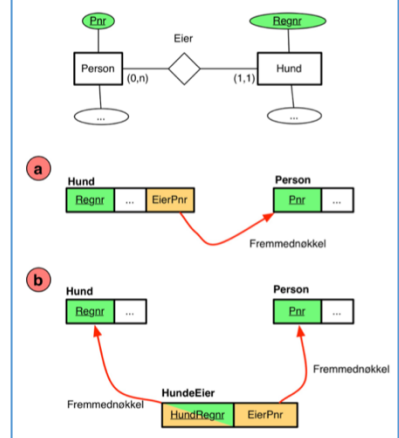 Pnr
Regnr
Eier
Person
Hund
(0,n)
(1,1)
...
...
a
Hund
Person
Regnr
...
EierPnr
Pnr
...
Fremmednøkkel
b
Hund
Person
Regnr
...
Pnr
...
Fremmednøkkel
Fremmednøkkel
HundeEier
HundRegnr
EierPnr